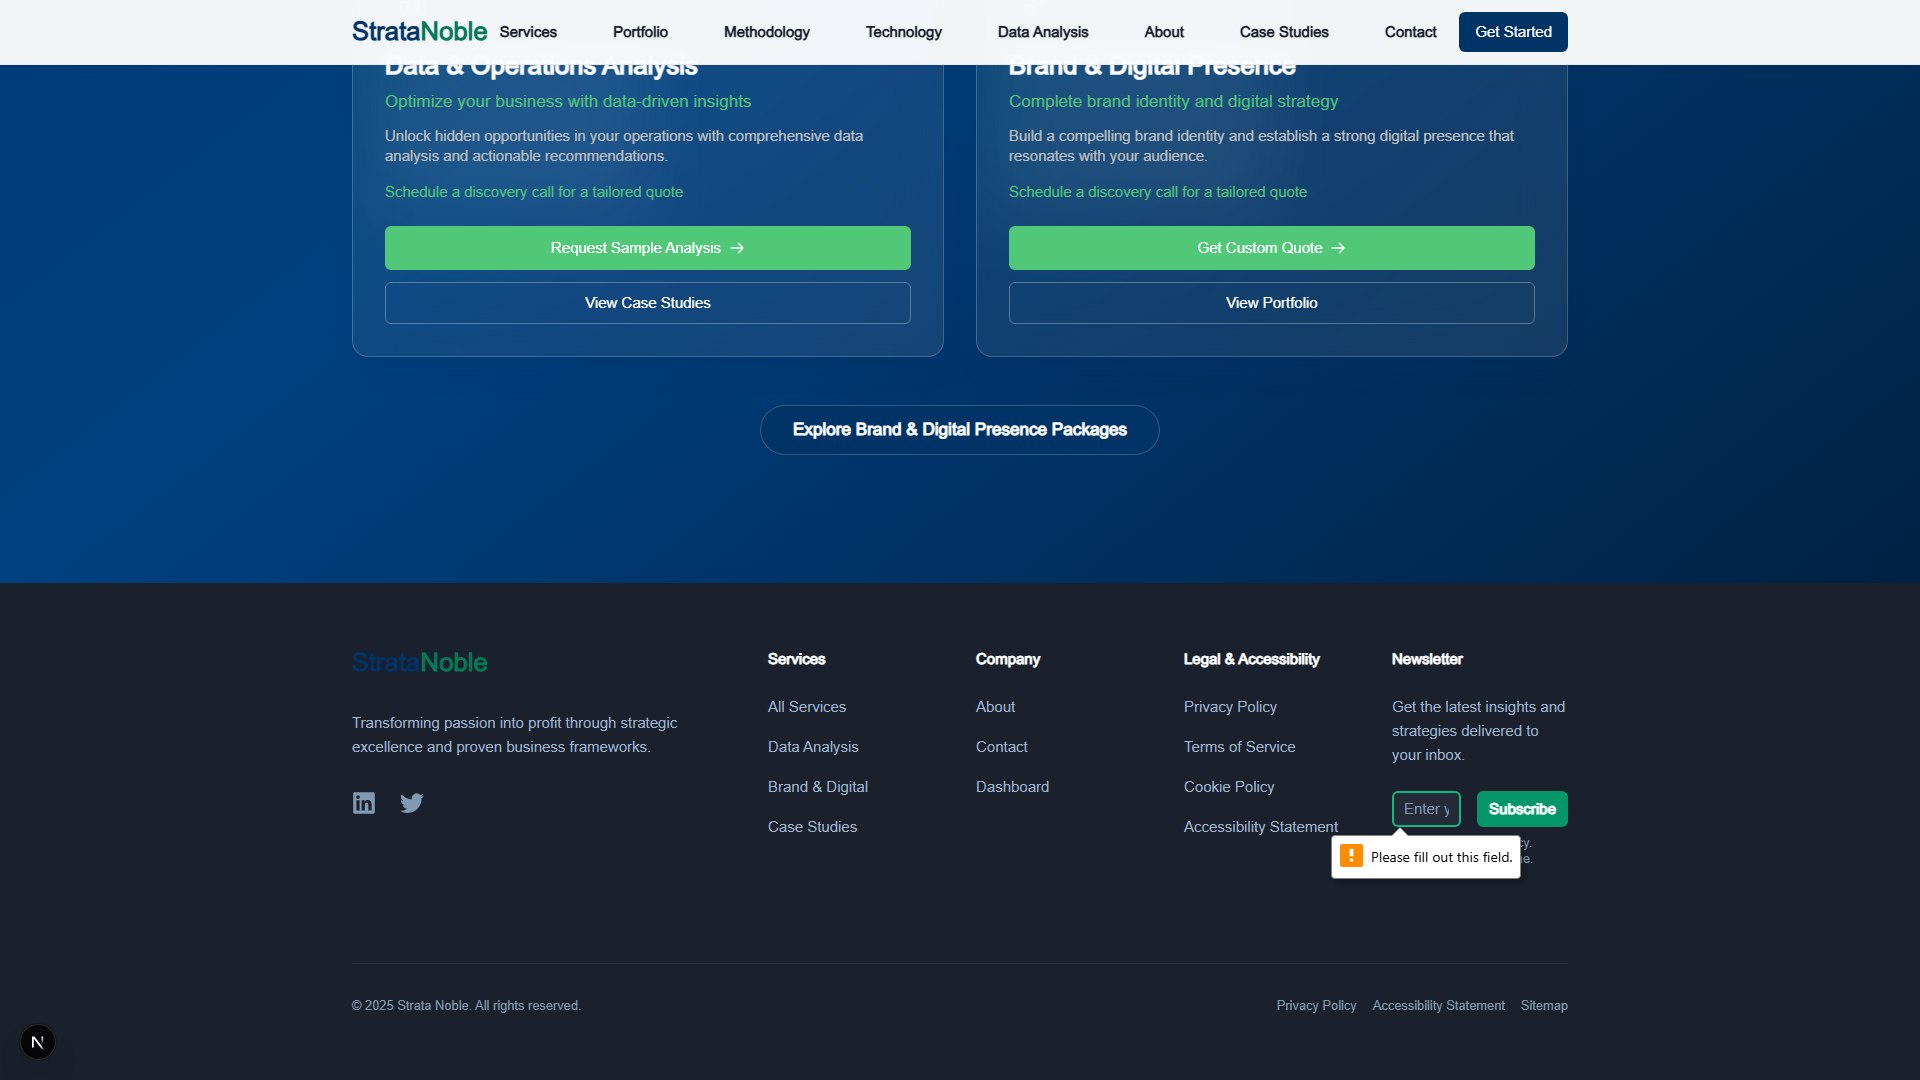 StrataNoble Services Portfolio Methodology Technology Data Analysis About Case Studies Contact Get Started
Data & Operations Analysis
Optimize your business with data-driven insights
Unlock hidden opportunities in your operations with comprehensive data
analysis and actionable recommendations.
Schedule a discovery call for a tailored quote
Request Sample Analysis →
View Case Studies
Brand & Digital Presence
Complete brand identity and digital strategy
Build a compelling brand identity and establish a strong digital presence that
resonates with your audience.
Schedule a discovery call for a tailored quote
Get Custom Quote →
View Portfolio
Explore Brand & Digital Presence Packages
StrataNoble
Transforming passion into profit through strategic
excellence and proven business frameworks.
Services
All Services
Data Analysis
Brand & Digital
Case Studies
Company
About
Contact
Dashboard
Legal & Accessibility
Privacy Policy
Terms of Service
Cookie Policy
Accessibility Statement
Newsletter
Get the latest insights and
strategies delivered to
your inbox.
Enter y
Subscribe
Please fill out this field.
© 2025 Strata Noble. All rights reserved.
Privacy Policy Accessibility Statement Sitemap
N